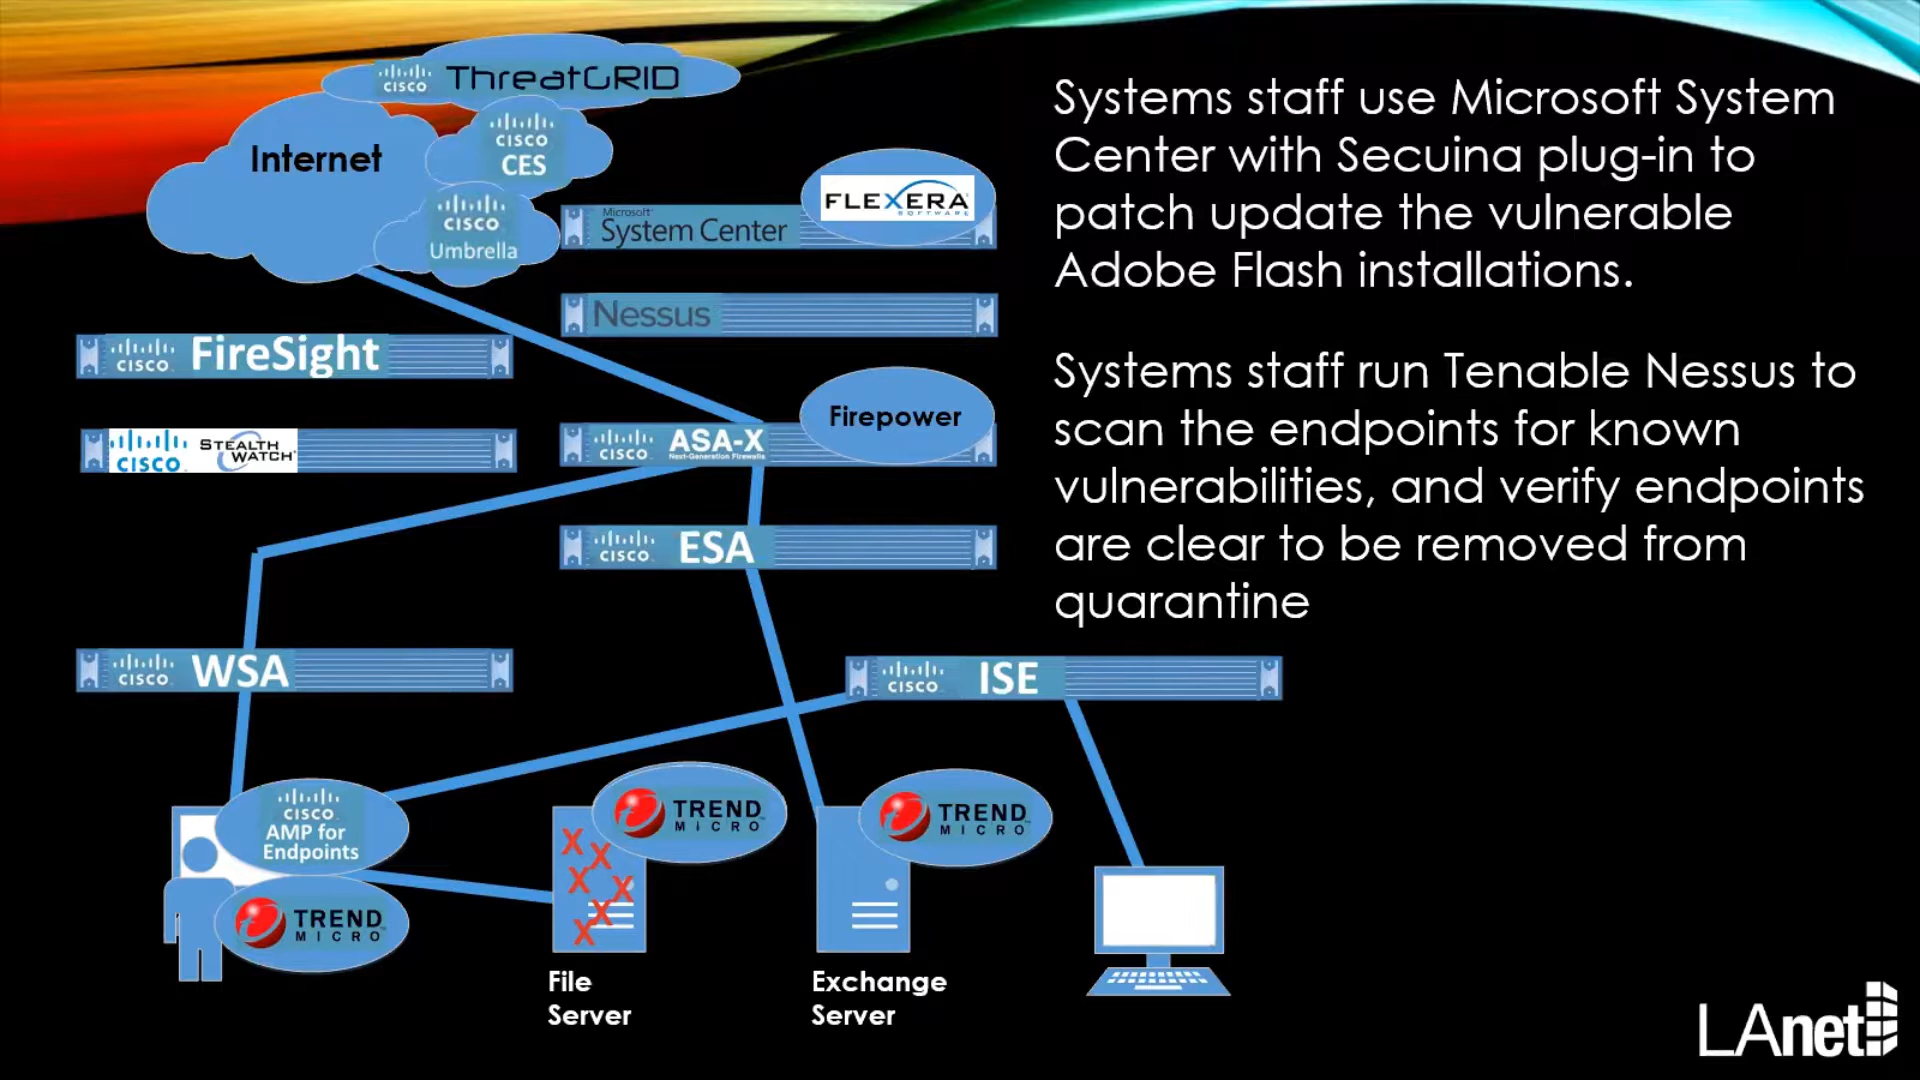 CISCO ThreatGRID
Internet
CISCO
CES
CISCO
Umbrella
FLEXERA
SOFTWARE
Microsoft
System Center
Nessus
CISCO FireSight
CISCO STEALTH
WATCH
Firepower
CISCO ASA-X
Next-Generation Firewalls
CISCO ESA
CISCO WSA
CISCO ISE
CISCO
AMP for
Endpoints
TREND
MICRO
TREND
MICRO
TREND
MICRO
X
X
X
X
X
X
File
Server
Exchange
Server
Systems staff use Microsoft System
Center with Secuina plug-in to
patch update the vulnerable
Adobe Flash installations.
Systems staff run Tenable Nessus to
scan the endpoints for known
vulnerabilities, and verify endpoints
are clear to be removed from
quarantine
LAnet